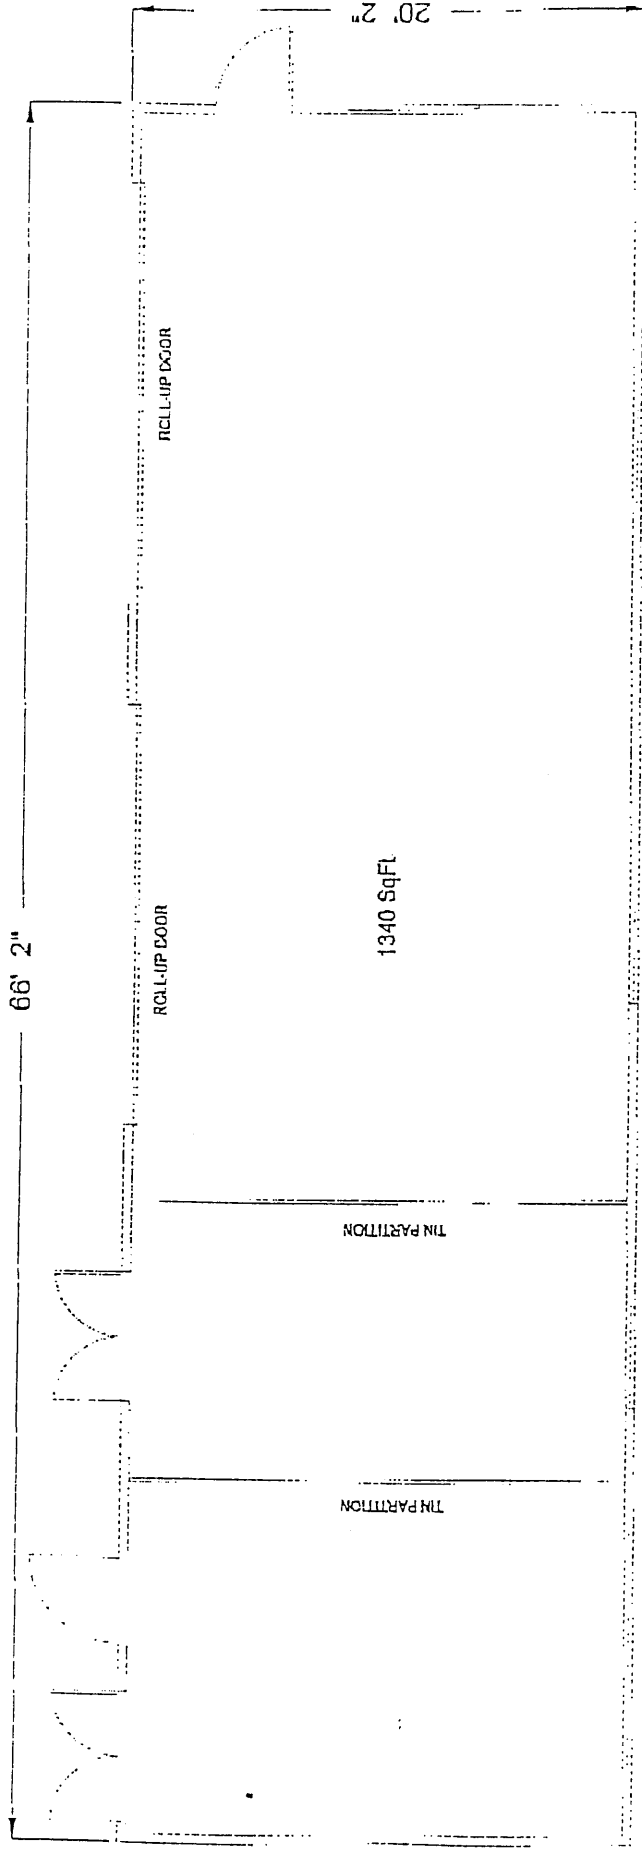 66' 2"
20' 2"
ROLL-UP DOOR
ROLL-UP DOOR
1340 SqFt.
TIN PARTITION
TIN PARTITION